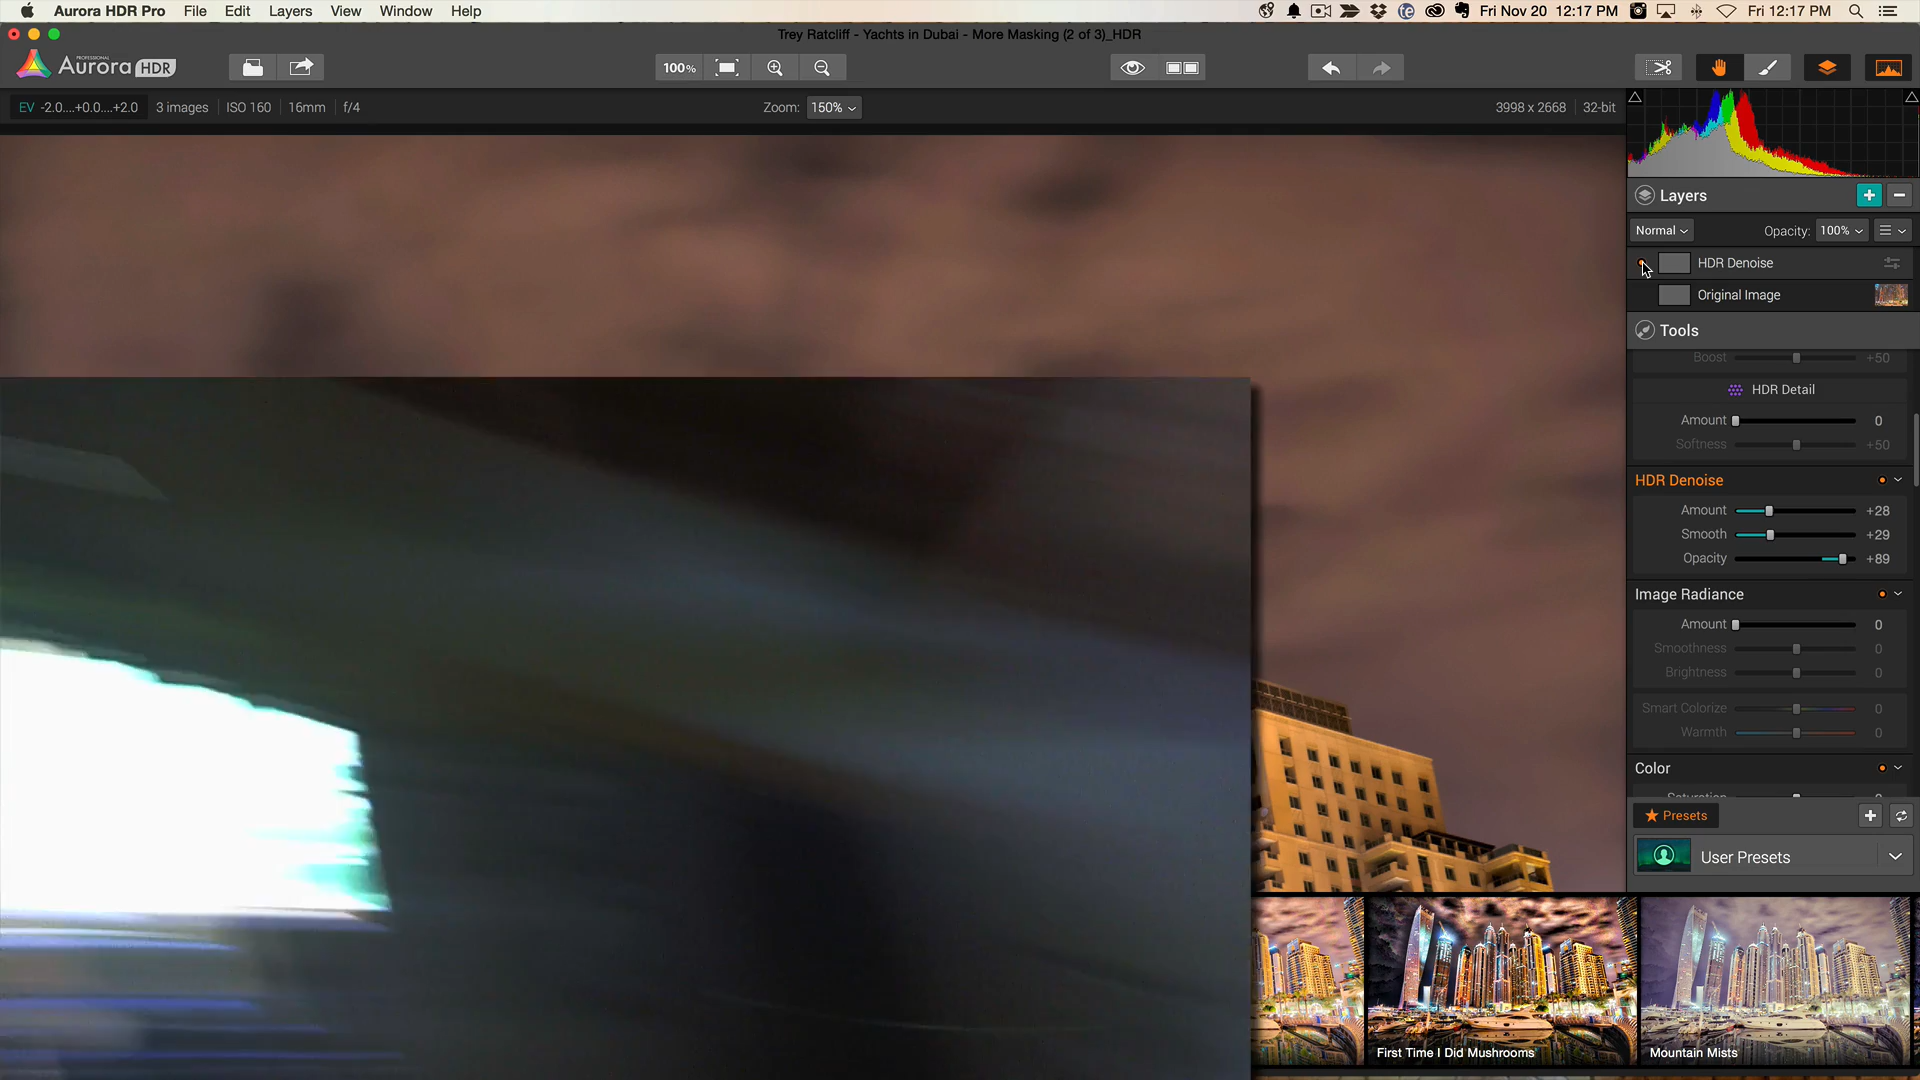 Aurora HDR Pro File Edit Layers View Window Help Fri Nov 20 12:17 PM Fri 12:17 PM
Trey Ratcliff - Yachts in Dubai - More Masking (2 of 3)_HDR
PROFESSIONAL
Aurora HDR 100%
EV -2.0....+0.0....+2.0 3 images ISO 160 16mm f/4 Zoom: 150% 3998 x 2668 32-bit
Layers
Normal Opacity: 100%
HDR Denoise
Original Image
Tools
Boost +50
HDR Detail
Amount 0
Softness +50
HDR Denoise
Amount +28
Smooth +29
Opacity +89
Image Radiance
Amount 0
Smoothness 0
Brightness 0
Smart Colorize 0
Warmth 0
Color
Saturation 0
Presets
User Presets
First Time I Did Mushrooms
Mountain Mists